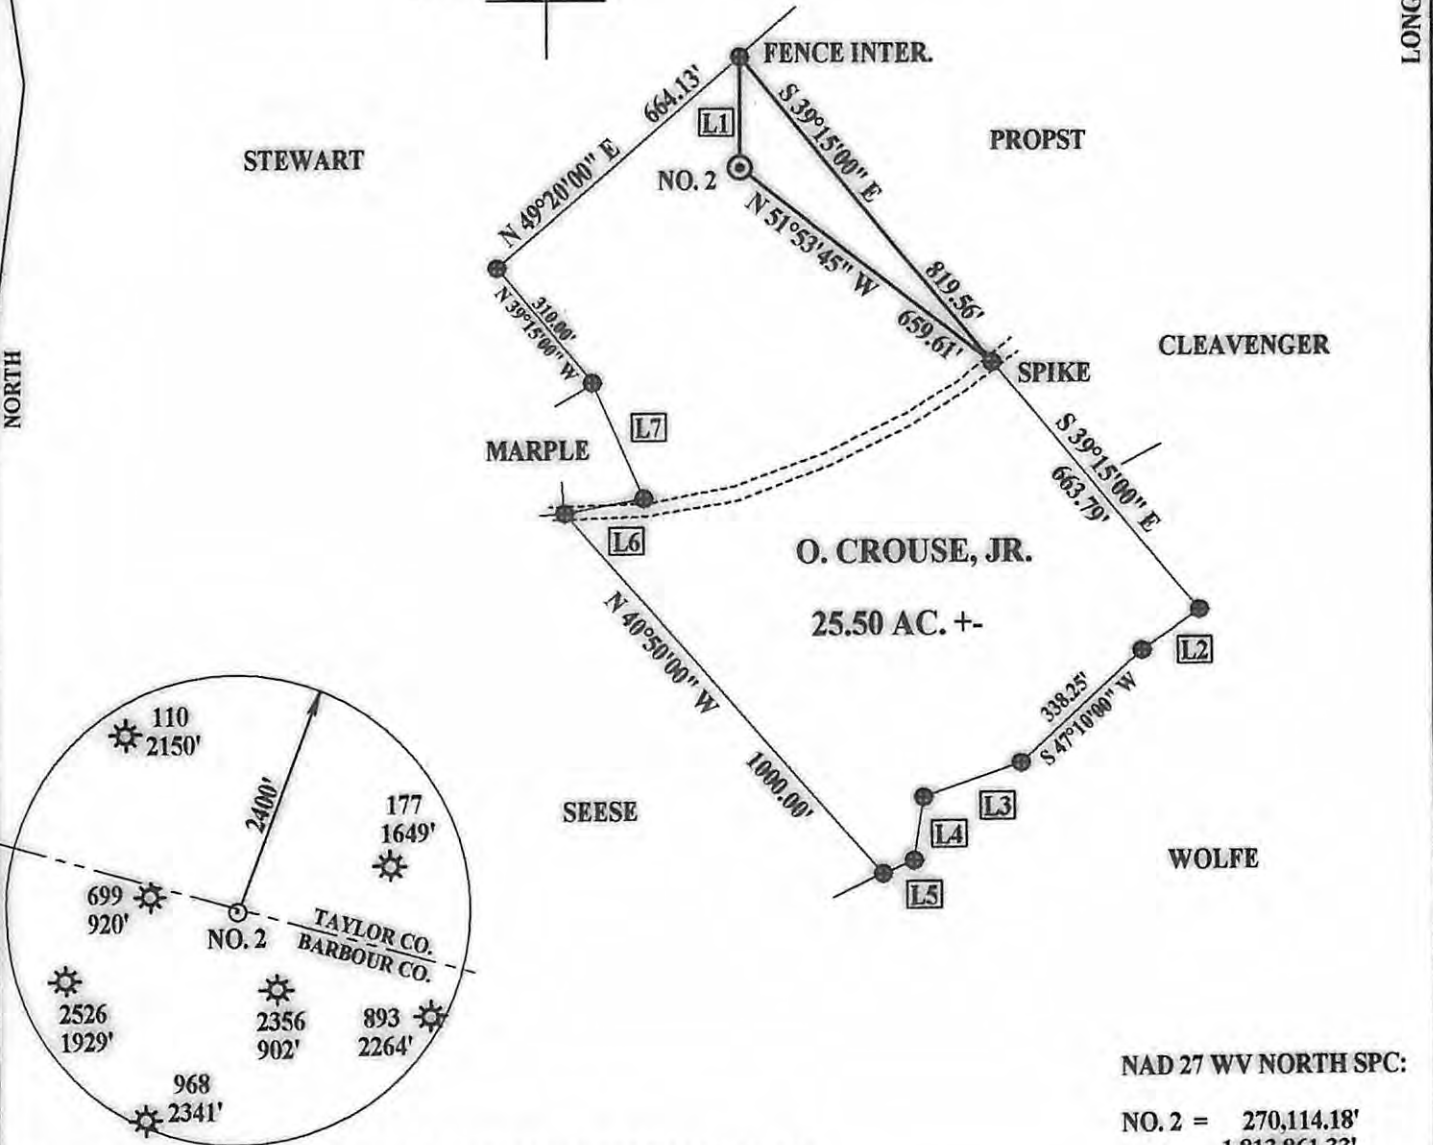 LONG
FENCE INTER.
664.13'
L1
S 39°15'00" E
PROPST
STEWART
N 49°20'00" E
NO. 2
N 51°53'45" W
819.56'
310.00'
N 39°15'00" W
659.61'
CLEAVENGER
SPIKE
NORTH
L7
MARPLE
S 39°15'00" E
663.79'
L6
O. CROUSE, JR.
25.50 AC. +-
N 40°50'00" W
L2
338.25'
S 47°10'00" W
1000.00'
SEESE
L3
L4
WOLFE
L5
110
2150'
2400'
177
1649'
699
920'
NO. 2
TAYLOR CO.
BARBOUR CO.
2526
1929'
2356
902'
893
2264'
968
2341'
NAD 27 WV NORTH SPC:
NO. 2 = 270,114.18'